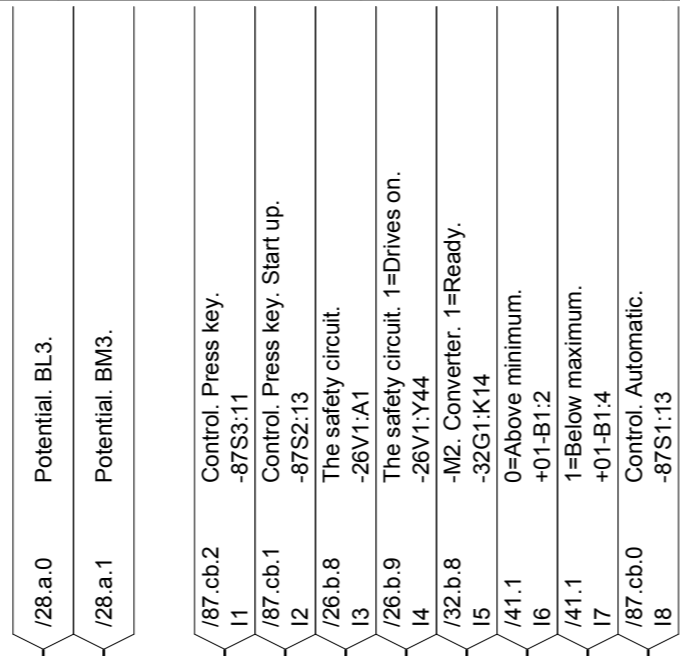 /28.a.0 Potential. BL3.
/28.a.1 Potential. BM3.
/87.cb.2 Control. Press key.
I1 -87S3:11
/87.cb.1 Control. Press key. Start up.
I2 -87S2:13
/26.b.8 The safety circuit.
I3 -26V1:A1
/26.b.9 The safety circuit. 1=Drives on.
I4 -26V1:Y44
/32.b.8 -M2. Converter. 1=Ready.
I5 -32G1:K14
/41.1 0=Above minimum.
I6 +01-B1:2
/41.1 1=Below maximum.
I7 +01-B1:4
/87.cb.0 Control. Automatic.
I8 -87S1:13